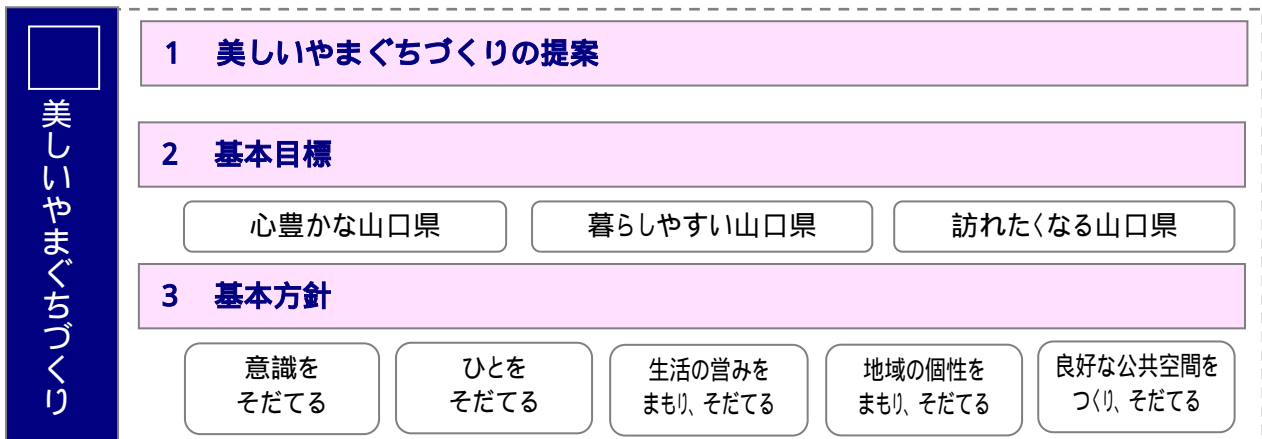 美しいやまぐちづくり
1 美しいやまぐちづくりの提案
2 基本目標
心豊かな山口県
暮らしやすい山口県
訪れたくなる山口県
3 基本方針
意識を
そだてる
ひとを
そだてる
生活の営みを
まもり、そだてる
地域の個性を
まもり、そだてる
良好な公共空間を
つくり、そだてる